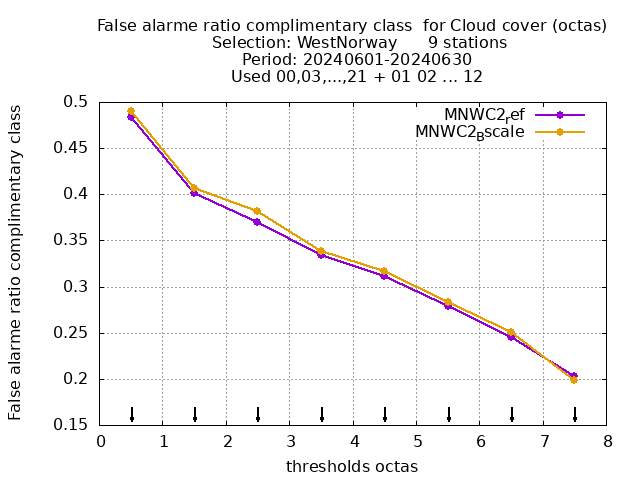 False alarme ratio complimentary class  for Cloud cover (octas)
Selection: WestNorway      9 stations
Period: 20240601-20240630
Used 00,03,...,21 + 01 02 ... 12
False alarme ratio complimentary class
0.5
0.45
0.4
0.35
0.3
0.25
0.2
0.15
MNWC2_ref
MNWC2_Bscale
0 1 2 3 4 5 6 7 8
thresholds octas